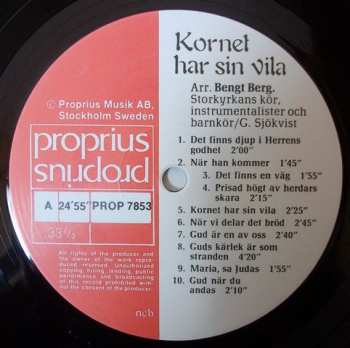 Kornet
har sin vila
Arr. Bengt Berg.
Storkyrkans kör,
instrumentalister och
barnkör/G. Sjökvist
1. Det finns djup i Herrens
godhet 2'00"
2. När han kommer 1'45"
3. Det finns en väg 1'55"
4. Prisad högt av herdars
skara 2'15"
5. Kornet har sin vila 2'25"
6. När vi delar det bröd 2'45"
7. Gud är en av oss 2'40"
8. Guds kärlek är som
stranden 4'20"
9. Maria, sa Judas 1'55"
10. Gud när du
andas 2'10"
© Proprius Musik AB,
Stockholm Sweden
proprius
proprius
A 24'55" PROP 7853
33⅓
All rights of the producer and
the owner of the work repro-
duced reserved. Unauthorized
copying, hiring, lending, public
performance and broadcasting
of this record prohibited with-
out the consent of the producer.
ncb